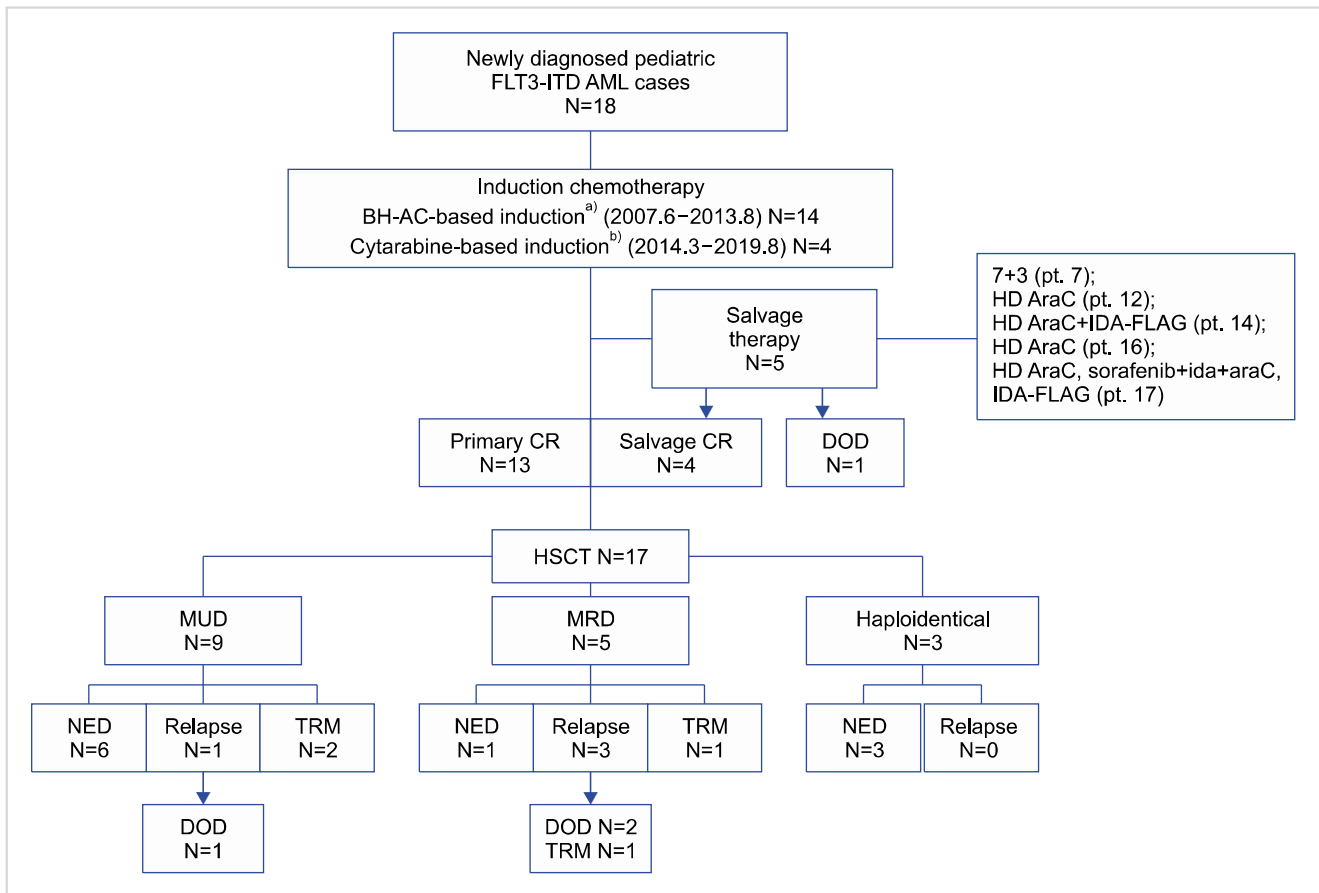 Newly diagnosed pediatric
FLT3-ITD AML cases
N=18
Induction chemotherapy
BH-AC-based induction a) (2007.6−2013.8) N=14
Cytarabine-based induction b) (2014.3−2019.8) N=4
Salvage
therapy
N=5
7+3 (pt. 7);
HD AraC (pt. 12);
HD AraC+IDA-FLAG (pt. 14);
HD AraC (pt. 16);
HD AraC, sorafenib+ida+araC,
IDA-FLAG (pt. 17)
Primary CR
N=13
Salvage CR
N=4
DOD
N=1
HSCT N=17
MUD
N=9
MRD
N=5
Haploidentical
N=3
NED
N=6
Relapse
N=1
TRM
N=2
NED
N=1
Relapse
N=3
TRM
N=1
NED
N=3
Relapse
N=0
DOD
N=1
DOD N=2
TRM N=1